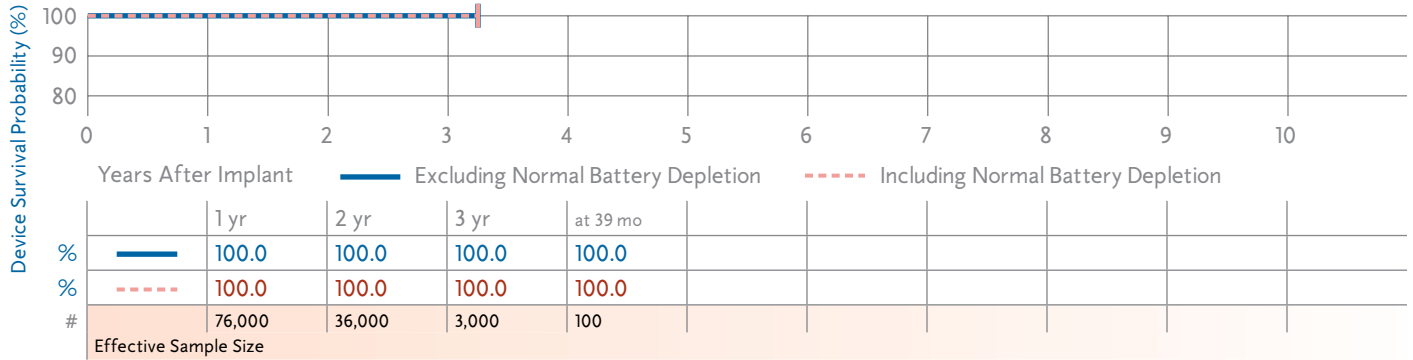 Device Survival Probability (%)
100
90
80
0 1 2 3 4 5 6 7 8 9 10
Years After Implant Excluding Normal Battery Depletion Including Normal Battery Depletion
1 yr 2 yr 3 yr at 39 mo
% 100.0 100.0 100.0 100.0
% 100.0 100.0 100.0 100.0
# 76,000 36,000 3,000 100
Effective Sample Size